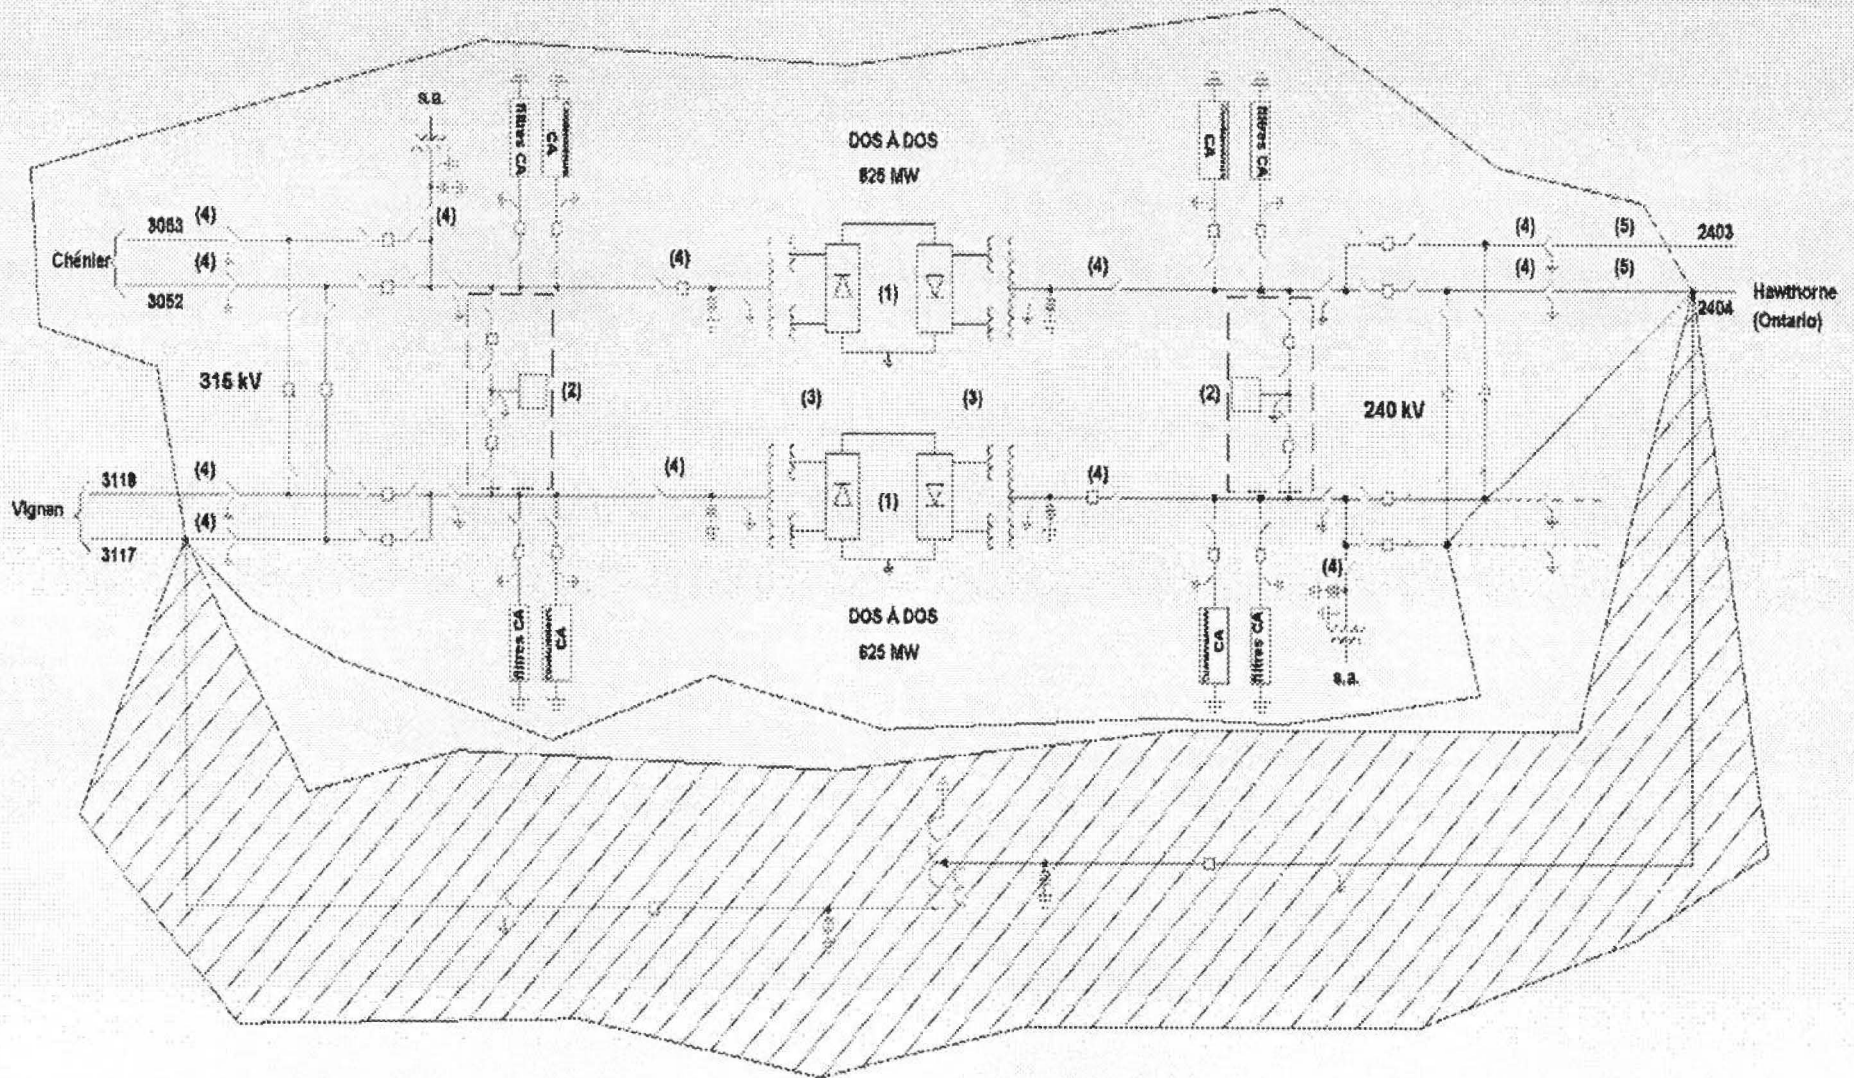 s.a.
filtres CA
CA
CA
filtres CA
DOS À DOS
625 MW
3053 (4)
(4)
Chénier
(4)
3052
(4)
(1)
(4)
(4) (5) 2403
(4) (5)
Hawthorne
2404
(Ontario)
315 kV
(2)
(3)
(3)
(2)
240 kV
3118 (4)
(4)
(1)
(4)
Vignan
(4)
3117
(4)
filtres CA
CA
DOS À DOS
625 MW
CA
filtres CA
s.a.